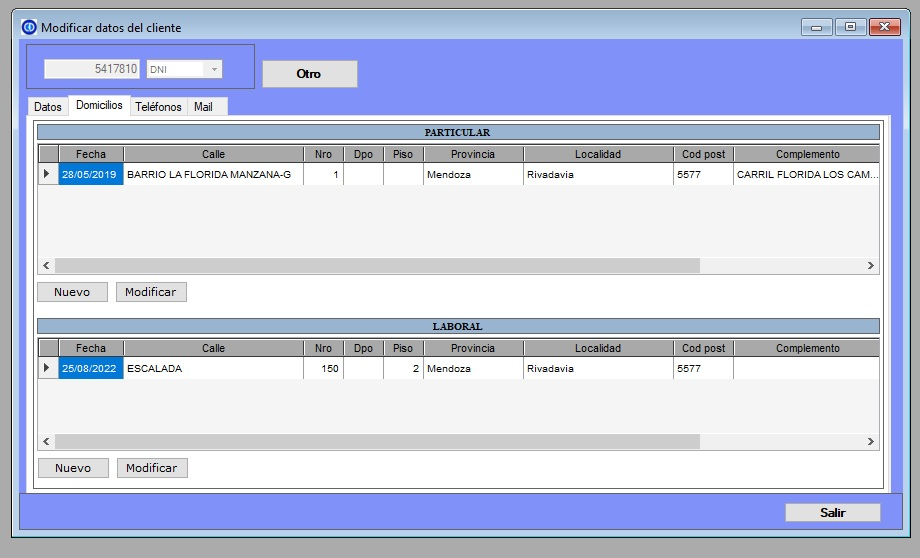 Modificar datos del cliente
5417810 DNI Otro
Datos Domicilios Teléfonos Mail
PARTICULAR
Fecha Calle Nro Dpo Piso Provincia Localidad Cod post Complemento
28/05/2019 BARRIO LA FLORIDA MANZANA-G 1 Mendoza Rivadavia 5577 CARRIL FLORIDA LOS CAM...
Nuevo Modificar
LABORAL
Fecha Calle Nro Dpo Piso Provincia Localidad Cod post Complemento
25/08/2022 ESCALADA 150 2 Mendoza Rivadavia 5577
Nuevo Modificar
Salir